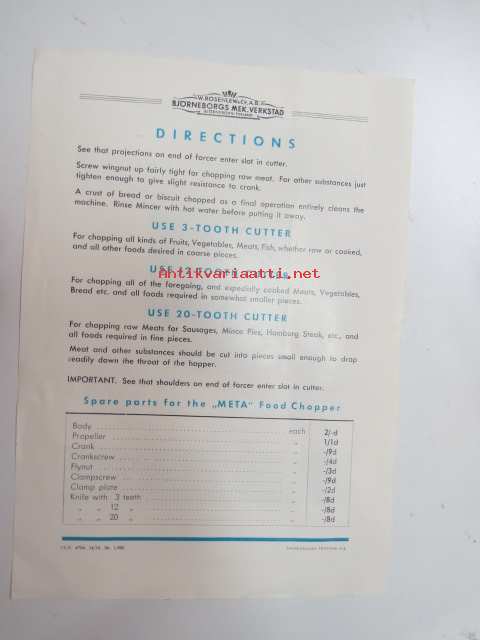 W. ROSENLEW & Co. A.B.
BJÖRNEBORGS MEK. VERKSTAD
DIRECTIONS
See that projections on end of forcer enter slot in cutter.
Screw wingnut up fairly tight for chopping raw meat. For other substances just
tighten enough to give slight resistance to crank.
A crust of bread or biscuit chopped as a final operation entirely cleans the
machine. Rinse Mincer with hot water before putting it away.
USE 3-TOOTH CUTTER
For chopping all kinds of Fruits, Vegetables, Meats, Fish, whether raw or cooked,
and all other foods desired in coarse pieces.
USE 12-TOOTH CUTTER
Antikvariaatti.net
For chopping all of the foregoing, and especially cooked Meats, Vegetables,
Bread etc. and all foods required in somewhat smaller pieces.
USE 20-TOOTH CUTTER
For chopping raw Meats for Sausages, Mince Pies, Hamburg Steak, etc., and
all foods required in fine pieces.
Meat and other substances should be cut into pieces small enough to drop
readily down the throat of the hopper.
IMPORTANT. See that shoulders on end of forcer enter slot in cutter.
Spare parts for the „META" Food Chopper
Body each 2/-d
Propeller „ 1/1d
Crank „ -/9d
Crankscrew „ -/4d
Flynut „ -/3d
Clampscrew „ -/9d
Clamp plate „ -/2d
Knife with 3 teeth „ -/8d
„ „ 12 „ „ -/8d
„ „ 20 „ „ -/8d